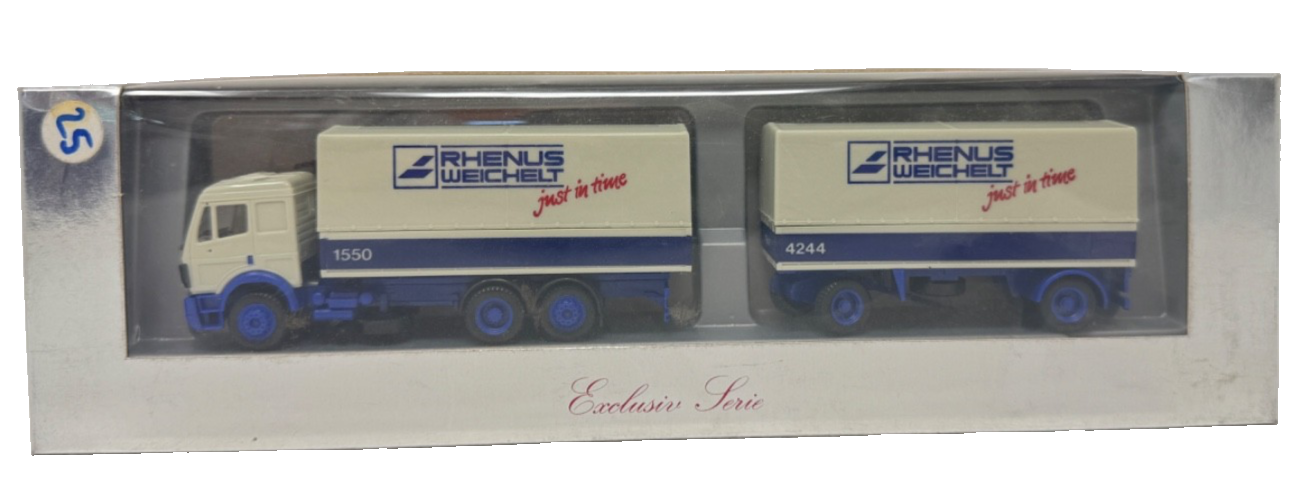 25
RHENUS
WEICHELT
just in time
1550
RHENUS
WEICHELT
just in time
4244
Exclusiv Serie